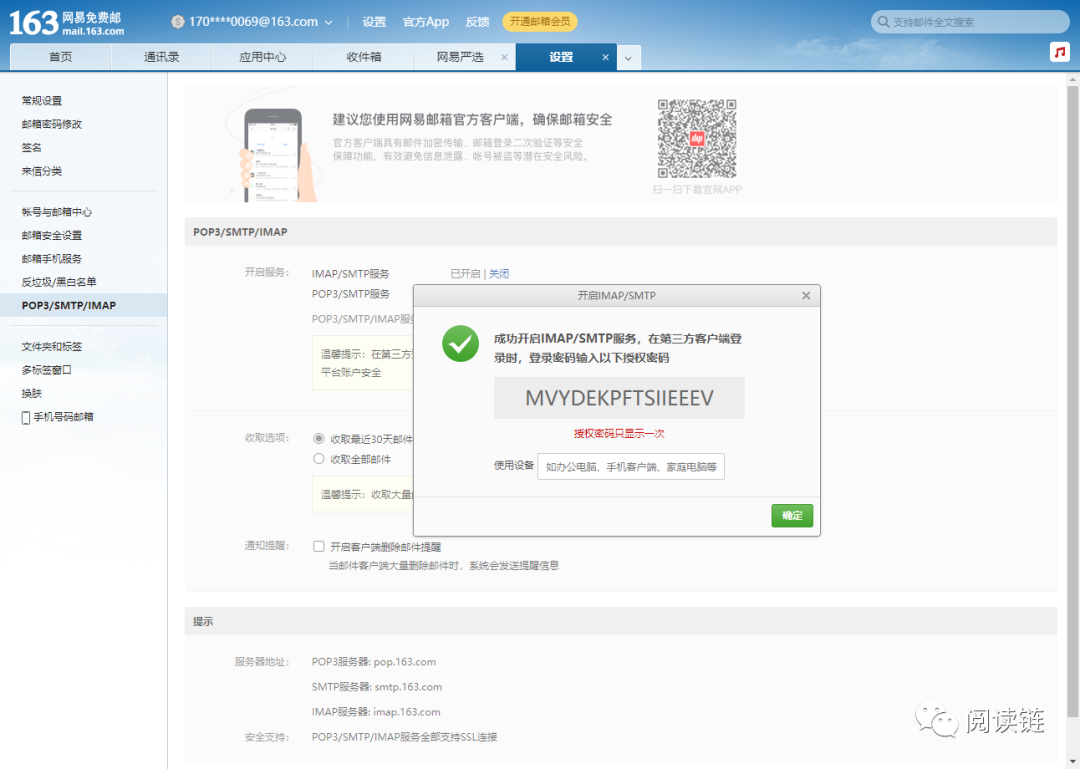 163 网易免费邮
mail.163.com
170****0069@163.com
设置 官方App 反馈 开通邮箱会员
支持邮件全文搜索
首页 通讯录 应用中心 收件箱 网易严选 × 设置 ×
常规设置
邮箱密码修改
签名
来信分类
帐号与邮箱中心
邮箱安全设置
邮箱手机服务
反垃圾/黑白名单
POP3/SMTP/IMAP
文件夹和标签
多标签窗口
换肤
手机号码邮箱
建议您使用网易邮箱官方客户端，确保邮箱安全
官方客户端具有邮件加密传输、邮箱登录二次验证等安全
保障功能。有效避免信息泄露、帐号被盗等潜在安全风险。
扫一扫下载官网APP
POP3/SMTP/IMAP
开启服务：
IMAP/SMTP服务 已开启 | 关闭
POP3/SMTP服务
POP3/SMTP/IMAP服
温馨提示：在第三方
平台账户安全
收取选项：
收取最近30天邮件
收取全部邮件
温馨提示：收取大量
通知提醒：
开启客户端删除邮件提醒
当邮件客户端大量删除邮件时，系统会发送提醒信息
开启IMAP/SMTP
成功开启IMAP/SMTP服务，在第三方客户端登
录时，登录密码输入以下授权密码
MVYDEKPFTSIIEEEV
授权密码只显示一次
使用设备 如办公电脑、手机客户端、家庭电脑等
确定
提示
服务器地址：
POP3服务器: pop.163.com
SMTP服务器: smtp.163.com
IMAP服务器: imap.163.com
安全支持：
POP3/SMTP/IMAP服务全部支持SSL连接
阅读链